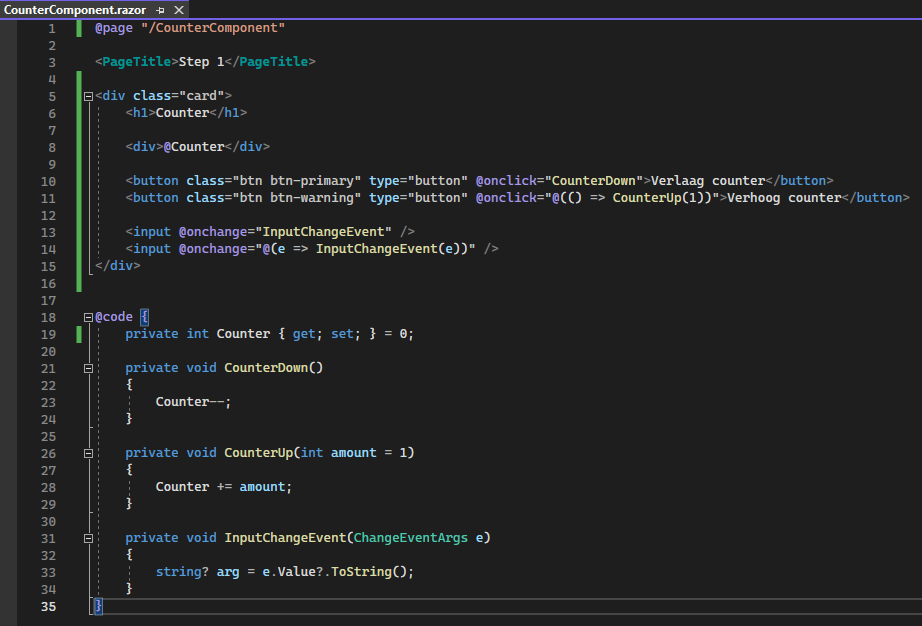 CounterComponent.razor
1 @page "/CounterComponent"
2
3 <PageTitle>Step 1</PageTitle>
4
5 <div class="card">
6     <h1>Counter</h1>
7
8     <div>@Counter</div>
9
10     <button class="btn btn-primary" type="button" @onclick="CounterDown">Verlaag counter</button>
11     <button class="btn btn-warning" type="button" @onclick="@(() => CounterUp(1))">Verhoog counter</button>
12
13     <input @onchange="InputChangeEvent" />
14     <input @onchange="@(e => InputChangeEvent(e))" />
15 </div>
16
17
18 @code {
19     private int Counter { get; set; } = 0;
20
21     private void CounterDown()
22     {
23         Counter--;
24     }
25
26     private void CounterUp(int amount = 1)
27     {
28         Counter += amount;
29     }
30
31     private void InputChangeEvent(ChangeEventArgs e)
32     {
33         string? arg = e.Value?.ToString();
34     }
35 }